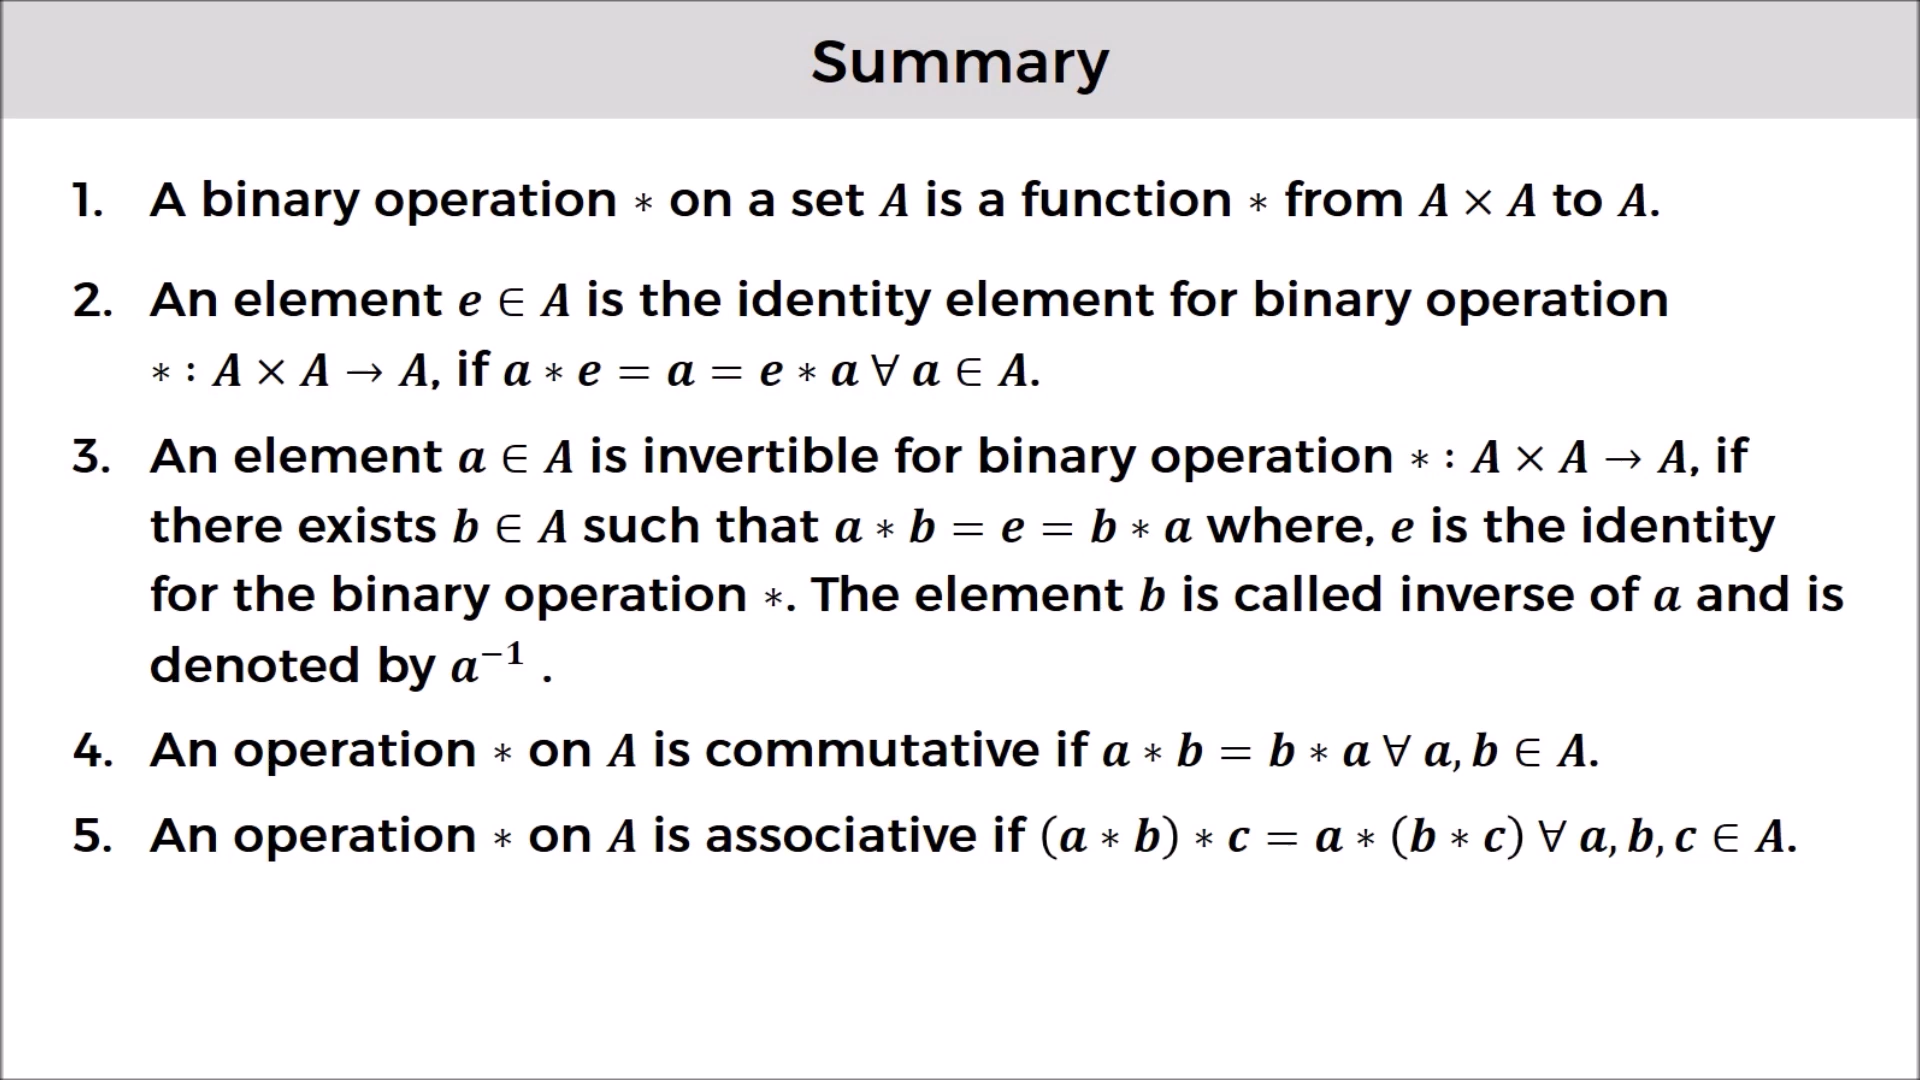 Summary
1. A binary operation ∗ on a set A is a function ∗ from A × A to A.
2. An element e ∈ A is the identity element for binary operation
∗ : A × A → A, if a ∗ e = a = e ∗ a ∀ a ∈ A.
3. An element a ∈ A is invertible for binary operation ∗ : A × A → A, if
there exists b ∈ A such that a ∗ b = e = b ∗ a where, e is the identity
for the binary operation ∗. The element b is called inverse of a and is
denoted by a⁻¹ .
4. An operation ∗ on A is commutative if a ∗ b = b ∗ a ∀ a, b ∈ A.
5. An operation ∗ on A is associative if (a ∗ b) ∗ c = a ∗ (b ∗ c) ∀ a, b, c ∈ A.